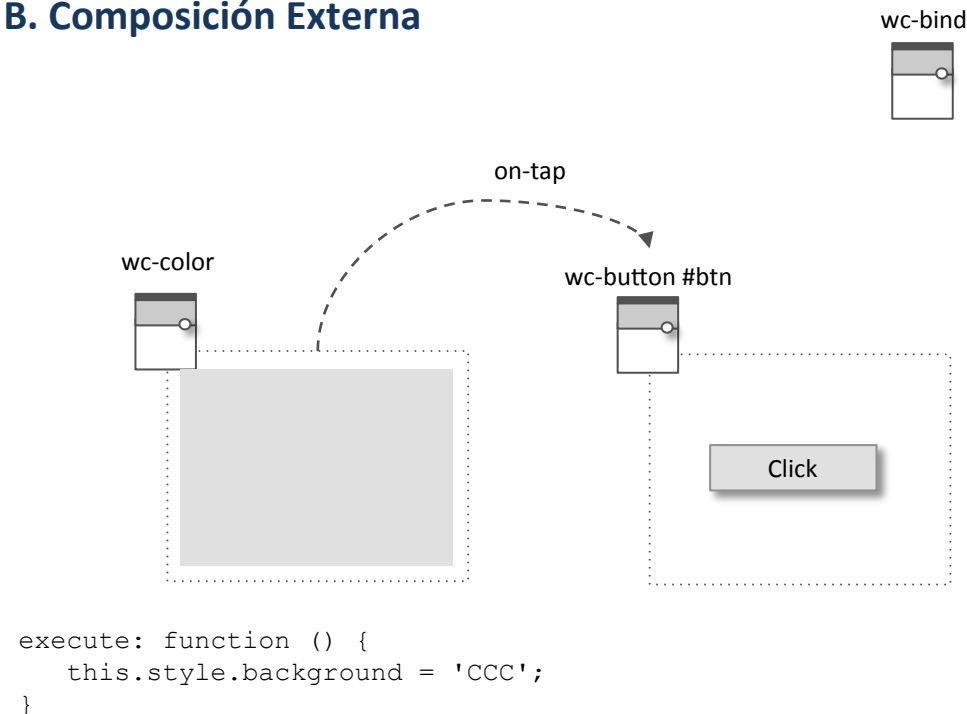 B. Composición Externa
wc-bind
on-tap
wc-color
wc-button #btn
Click
execute: function () {
   this.style.background = 'CCC';
}